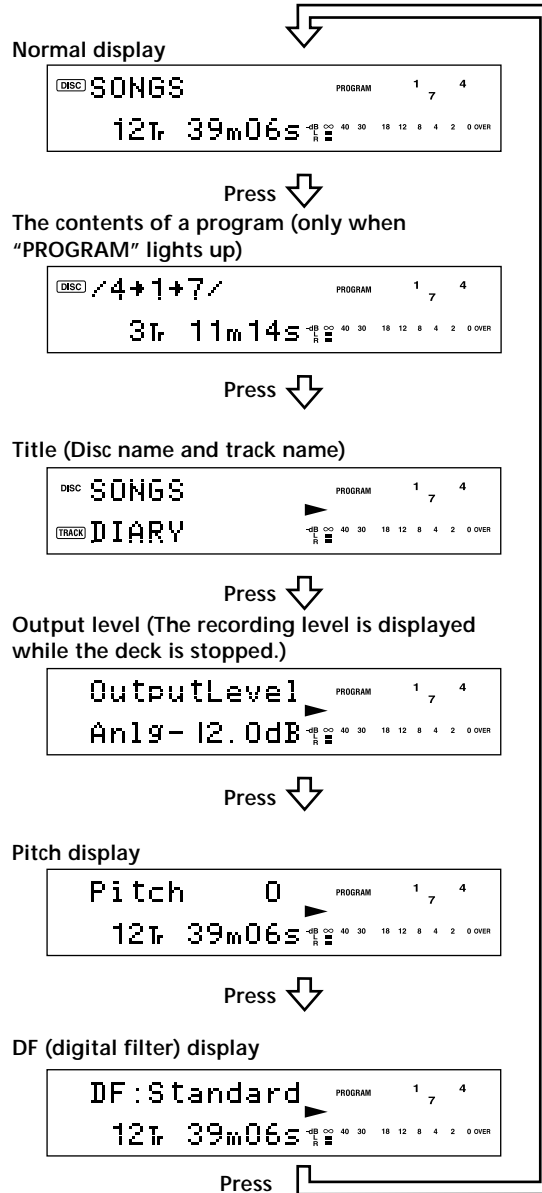 Normal display
DISC SONGS PROGRAM 1 4
7
12Tr 39m06s -dB ∞ 40 30 18 12 8 4 2 0 OVER
L
R
Press
The contents of a program (only when
“PROGRAM” lights up)
DISC /4→1→7/ PROGRAM 1 4
7
3Tr 11m14s -dB ∞ 40 30 18 12 8 4 2 0 OVER
L
R
Press
Title (Disc name and track name)
DISC SONGS PROGRAM 1 4
7
TRACK DIARY -dB ∞ 40 30 18 12 8 4 2 0 OVER
L
R
Press
Output level (The recording level is displayed
while the deck is stopped.)
OutputLevel PROGRAM 1 4
7
Anlg-12.0dB -dB ∞ 40 30 18 12 8 4 2 0 OVER
L
R
Press
Pitch display
Pitch 0 PROGRAM 1 4
7
12Tr 39m06s -dB ∞ 40 30 18 12 8 4 2 0 OVER
L
R
Press
DF (digital filter) display
DF:Standard PROGRAM 1 4
7
12Tr 39m06s -dB ∞ 40 30 18 12 8 4 2 0 OVER
L
R
Press